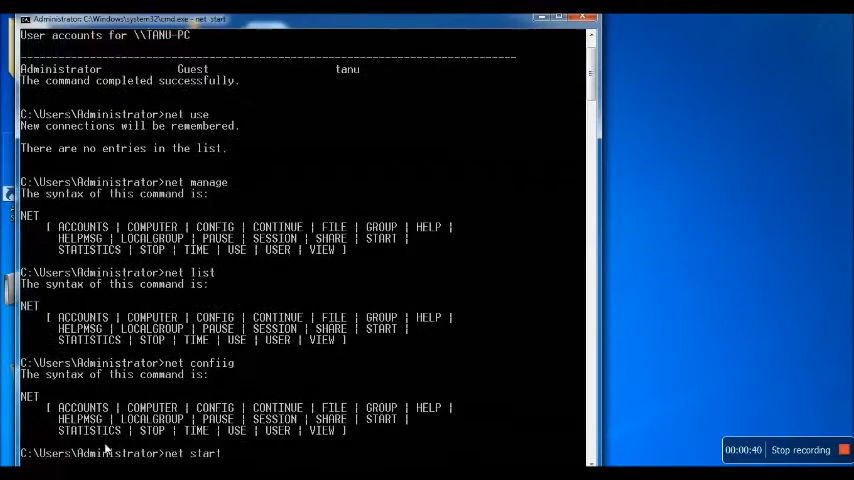 Administrator: C:\Windows\system32\cmd.exe - net start
User accounts for \\TANU-PC
-------------------------------------------------------------------------------
Administrator            Guest                    tanu
The command completed successfully.
C:\Users\Administrator>net use
New connections will be remembered.
There are no entries in the list.
C:\Users\Administrator>net manage
The syntax of this command is:
NET
[ ACCOUNTS | COMPUTER | CONFIG | CONTINUE | FILE | GROUP | HELP |
HELPMSG | LOCALGROUP | PAUSE | SESSION | SHARE | START |
STATISTICS | STOP | TIME | USE | USER | VIEW ]
C:\Users\Administrator>net list
The syntax of this command is:
NET
[ ACCOUNTS | COMPUTER | CONFIG | CONTINUE | FILE | GROUP | HELP |
HELPMSG | LOCALGROUP | PAUSE | SESSION | SHARE | START |
STATISTICS | STOP | TIME | USE | USER | VIEW ]
C:\Users\Administrator>net confiig
The syntax of this command is:
NET
[ ACCOUNTS | COMPUTER | CONFIG | CONTINUE | FILE | GROUP | HELP |
HELPMSG | LOCALGROUP | PAUSE | SESSION | SHARE | START |
STATISTICS | STOP | TIME | USE | USER | VIEW ]
C:\Users\Administrator>net start
00:00:40 Stop recording